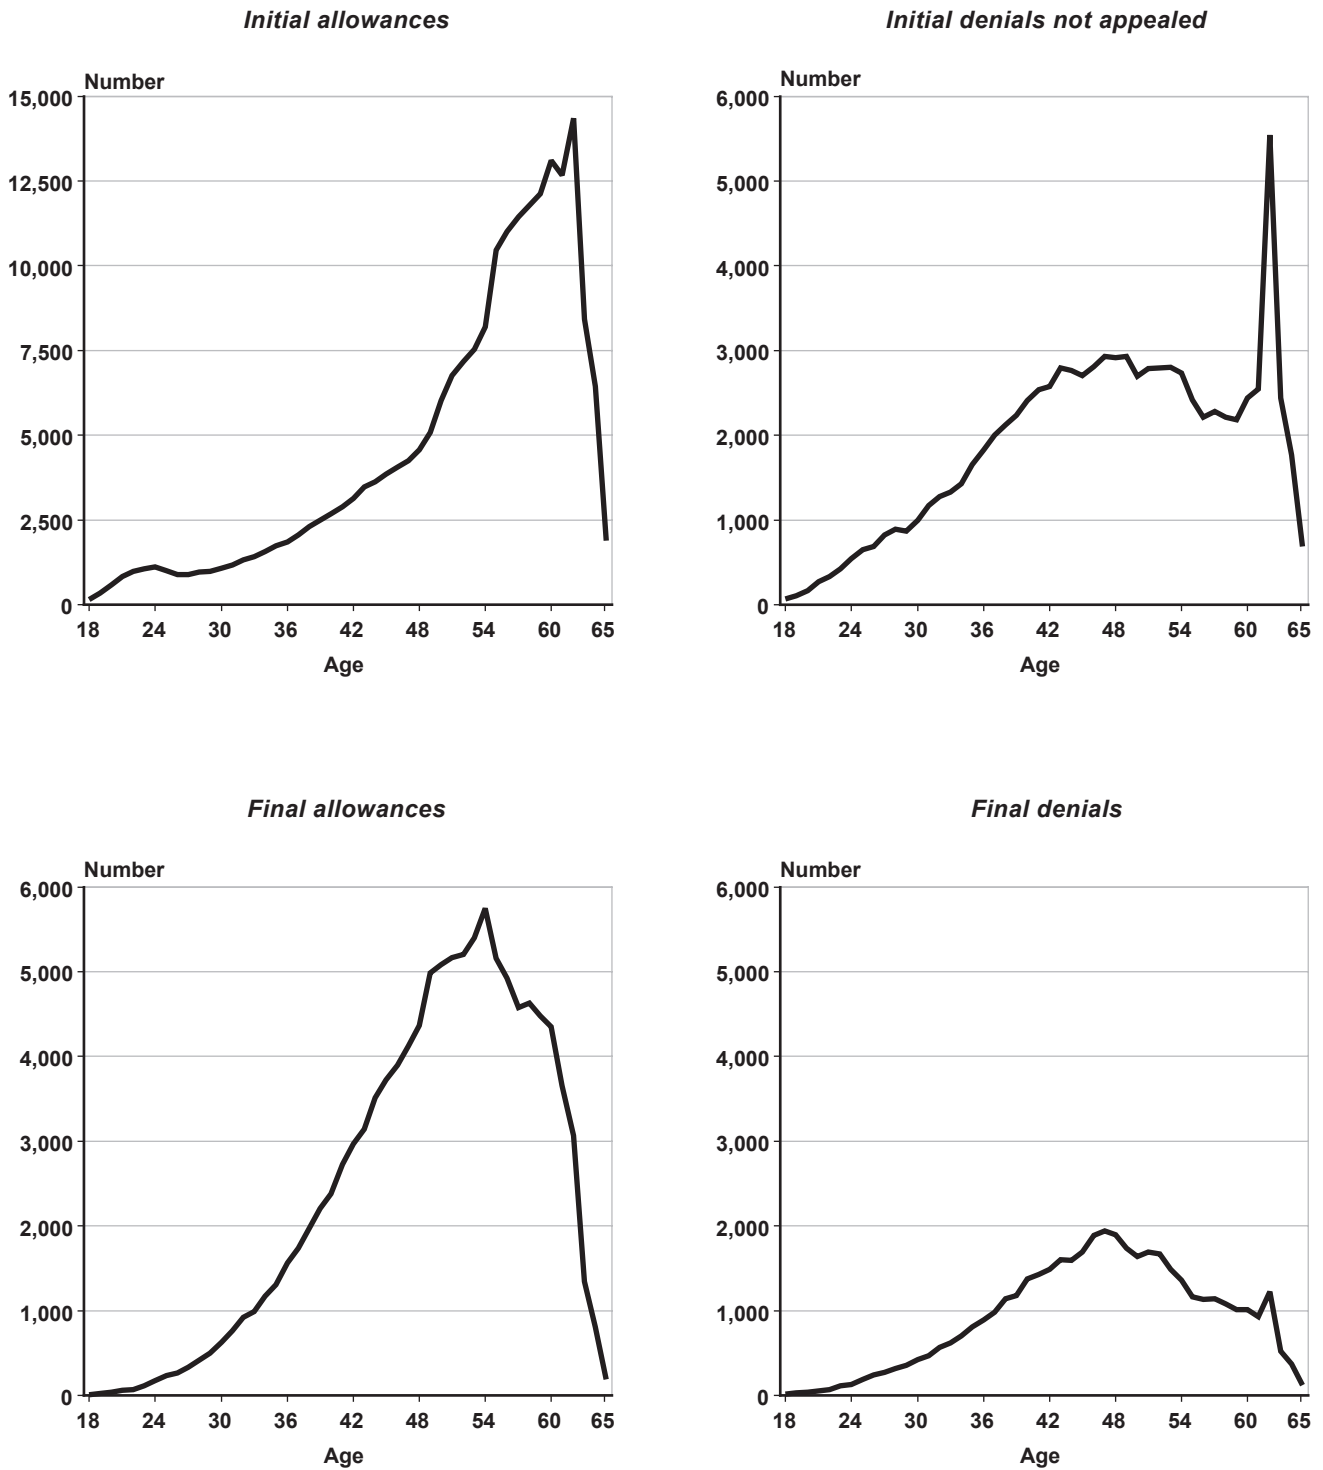 Initial allowances
Number
15,000
12,500
10,000
7,500
5,000
2,500
0
18 24 30 36 42 48 54 60 65
Age
Initial denials not appealed
Number
6,000
5,000
4,000
3,000
2,000
1,000
0
18 24 30 36 42 48 54 60 65
Age
Final allowances
Number
6,000
5,000
4,000
3,000
2,000
1,000
0
18 24 30 36 42 48 54 60 65
Age
Final denials
Number
6,000
5,000
4,000
3,000
2,000
1,000
0
18 24 30 36 42 48 54 60 65
Age